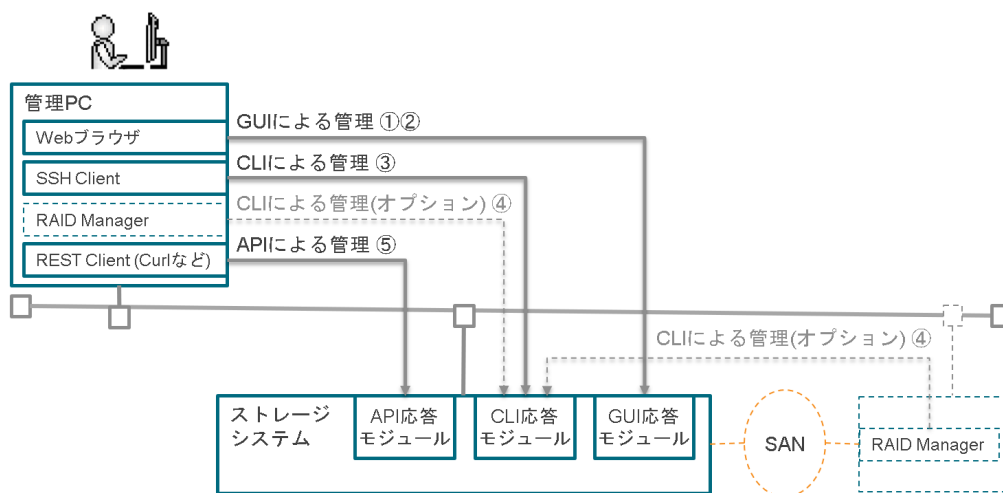 管理PC
Webブラウザ
SSH Client
RAID Manager
REST Client (Curlなど)
GUIによる管理 ①②
CLIによる管理 ③
CLIによる管理(オプション) ④
APIによる管理 ⑤
CLIによる管理(オプション) ④
ストレージ
システム
API応答
モジュール
CLI応答
モジュール
GUI応答
モジュール
SAN
RAID Manager